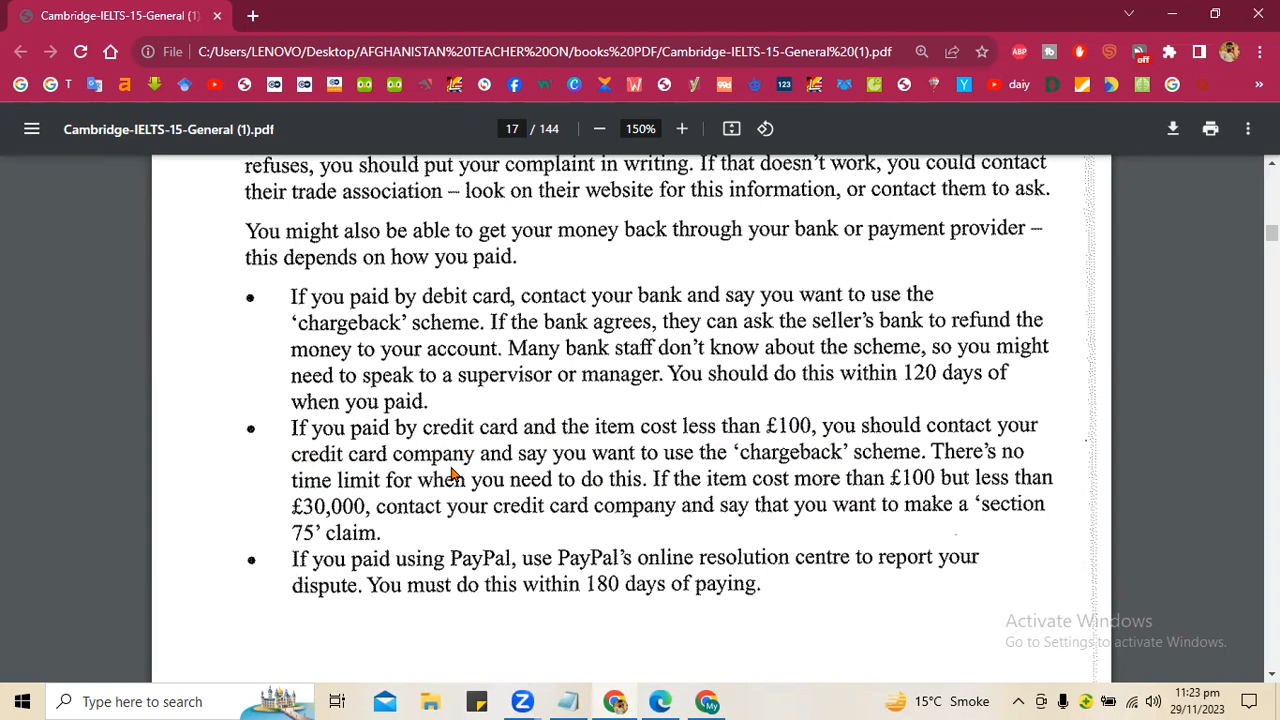 Cambridge-IELTS-15-General (1)
File C:/Users/LENOVO/Desktop/AFGHANISTAN%20TEACHER%20ON/books%20PDF/Cambridge-IELTS-15-General%20(1).pdf
ABP
off
T
123
daiy
Cambridge-IELTS-15-General (1).pdf
17 / 144
150%
refuses, you should put your complaint in writing. If that doesn't work, you could contact
their trade association – look on their website for this information, or contact them to ask.
You might also be able to get your money back through your bank or payment provider –
this depends on how you paid.
• If you paid by debit card, contact your bank and say you want to use the
'chargeback' scheme. If the bank agrees, they can ask the seller's bank to refund the
money to your account. Many bank staff don't know about the scheme, so you might
need to speak to a supervisor or manager. You should do this within 120 days of
when you paid.
• If you paid by credit card and the item cost less than £100, you should contact your
credit card company and say you want to use the 'chargeback' scheme. There's no
time limit for when you need to do this. If the item cost more than £100 but less than
£30,000, contact your credit card company and say that you want to make a 'section
75' claim.
• If you paid using PayPal, use PayPal's online resolution centre to report your
dispute. You must do this within 180 days of paying.
Activate Windows
Go to Settings to activate Windows.
Type here to search
15°C Smoke
11:23 pm
29/11/2023